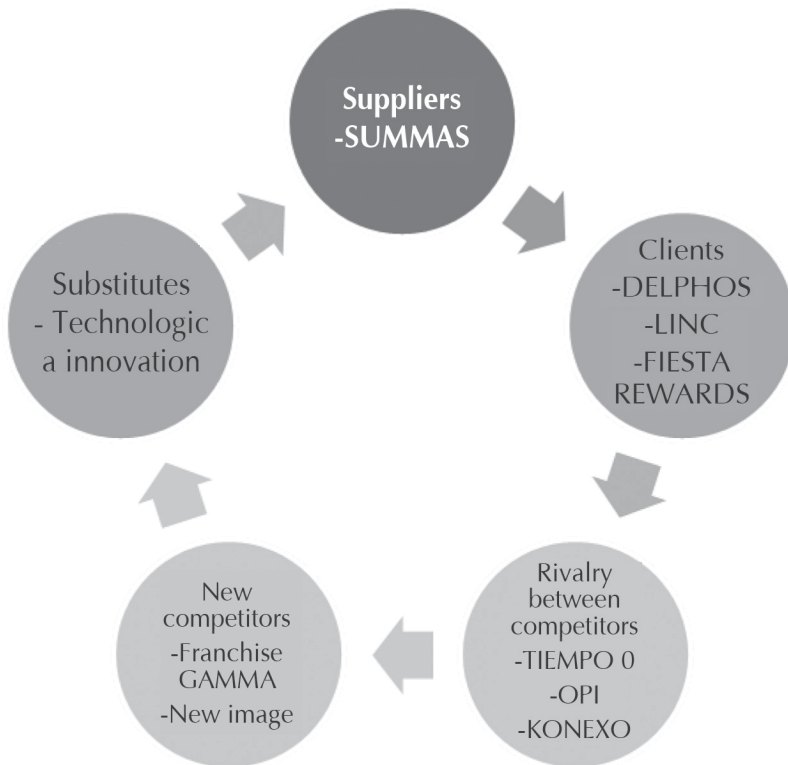 Suppliers
-SUMMAS
Clients
-DELPHOS
-LINC
-FIESTA
REWARDS
Rivalry
between
competitors
-TIEMPO 0
-OPI
-KONEXO
New
competitors
-Franchise
GAMMA
-New image
Substitutes
- Technologic
a innovation